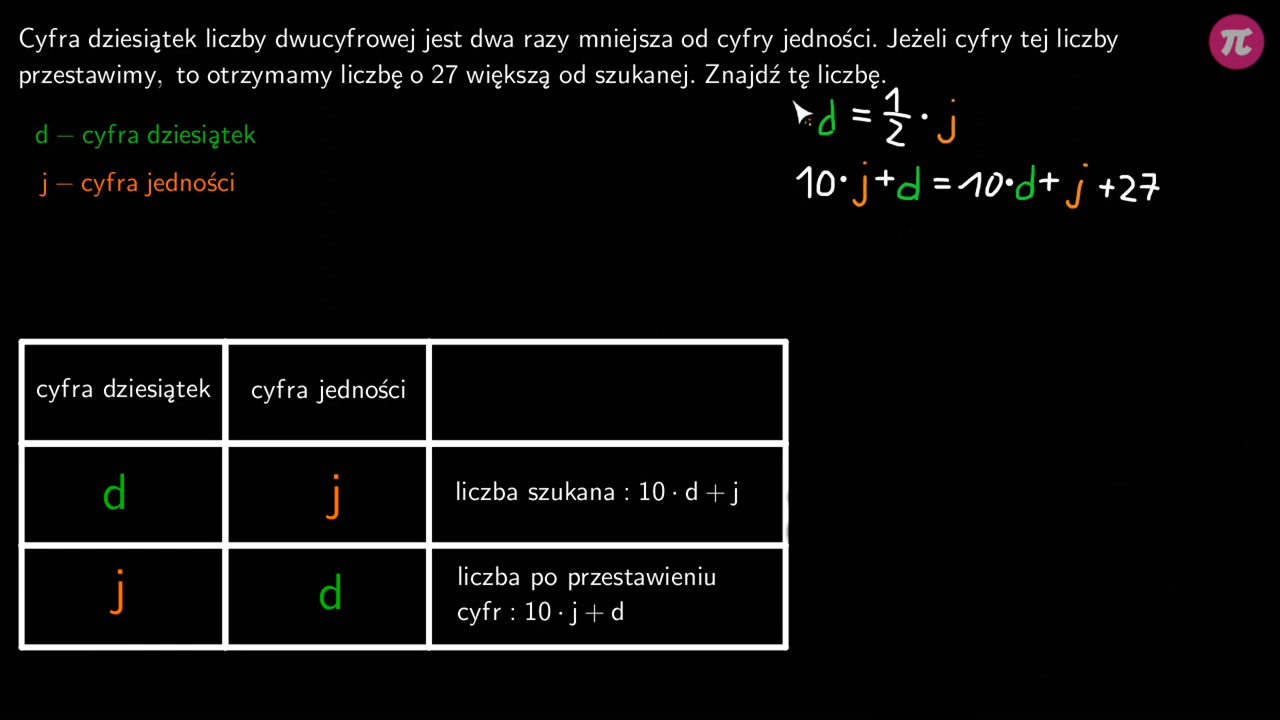 Cyfra dziesiątek liczby dwucyfrowej jest dwa razy mniejsza od cyfry jedności. Jeżeli cyfry tej liczby
przestawimy, to otrzymamy liczbę o 27 większą od szukanej. Znajdź tę liczbę.
π
d = 1/2 · j
d – cyfra dziesiątek
10 · j + d = 10 · d + j + 27
j – cyfra jedności
cyfra dziesiątek
cyfra jedności
d
j
liczba szukana : 10 · d + j
j
d
liczba po przestawieniu
cyfr : 10 · j + d